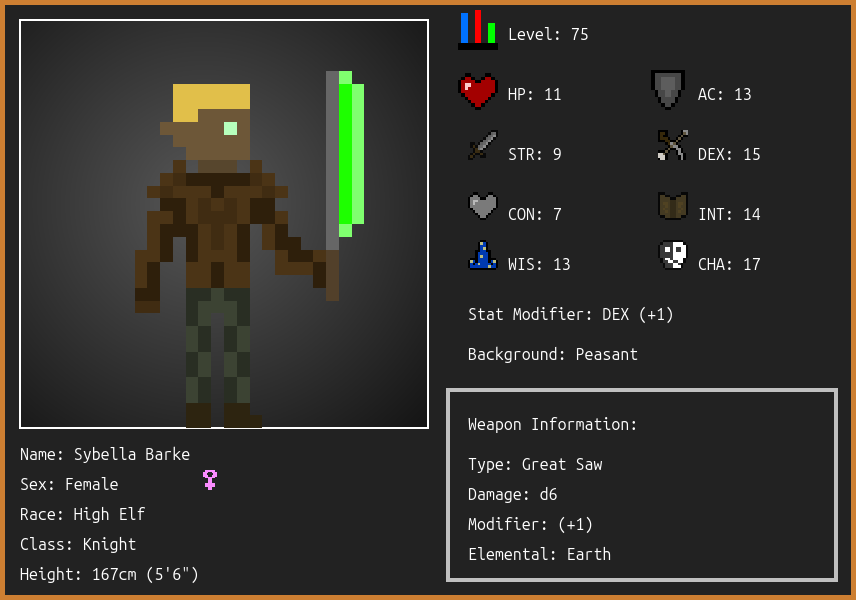 Level: 75
HP: 11
AC: 13
STR: 9
DEX: 15
CON: 7
INT: 14
WIS: 13
CHA: 17
Stat Modifier: DEX (+1)
Background: Peasant
Weapon Information:
Type: Great Saw
Damage: d6
Modifier: (+1)
Elemental: Earth
Name: Sybella Barke
Sex: Female
Race: High Elf
Class: Knight
Height: 167cm (5'6")